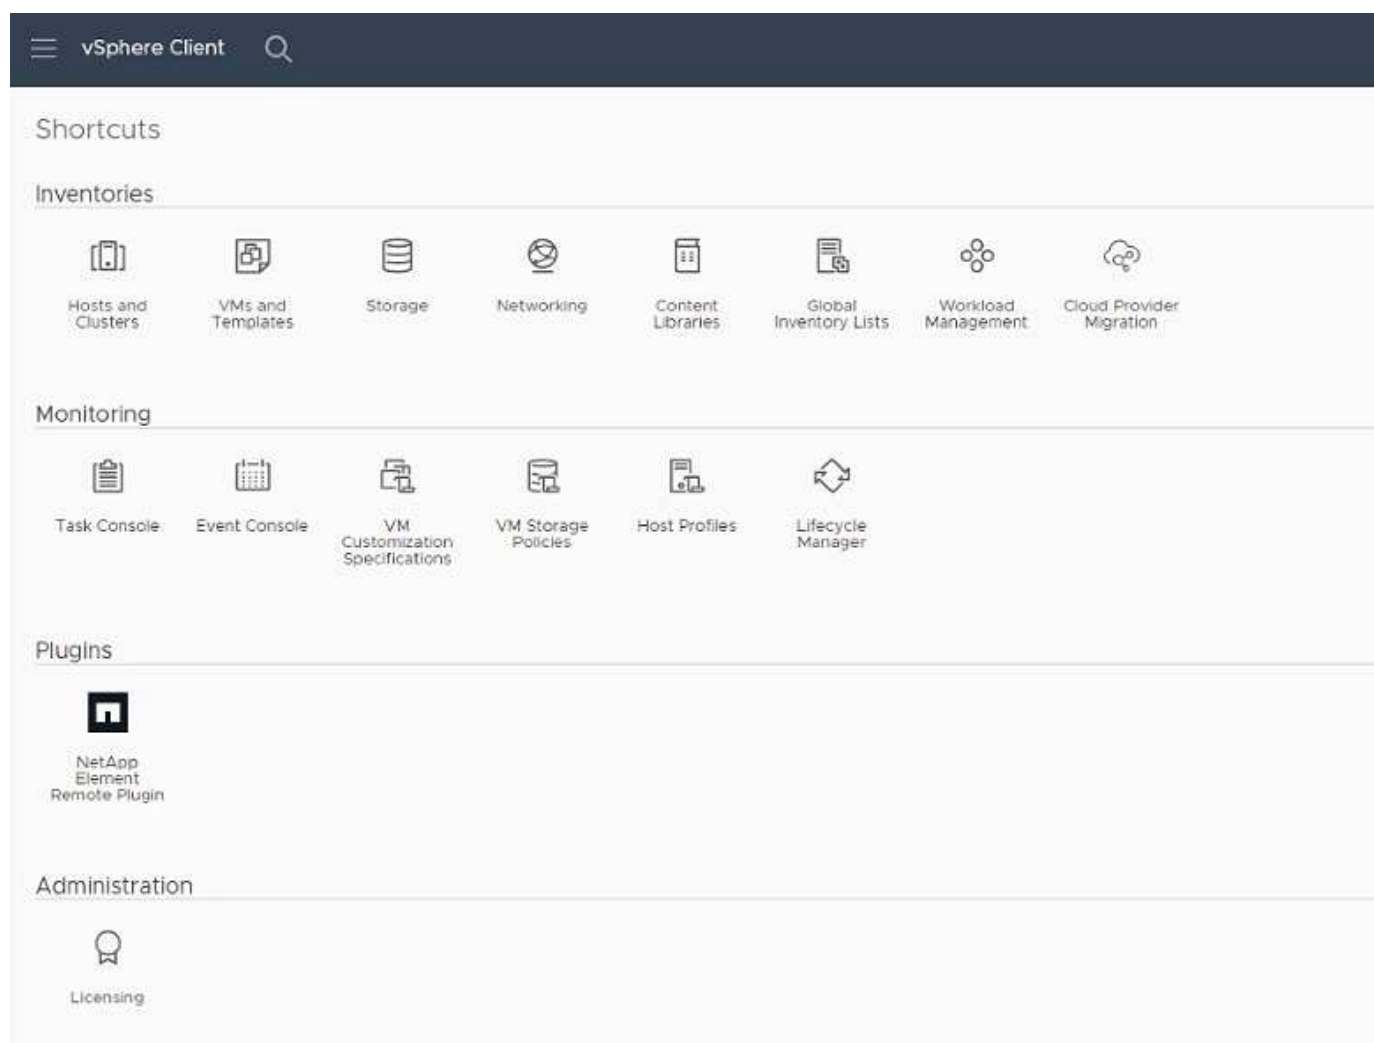 vSphere Client
Shortcuts
Inventories
Hosts and
Clusters
VMs and
Templates
Storage
Networking
Content
Libraries
Global
Inventory Lists
Workload
Management
Cloud Provider
Migration
Monitoring
Task Console
Event Console
VM
Customization
Specifications
VM Storage
Policies
Host Profiles
Lifecycle
Manager
Plugins
NetApp
Element
Remote Plugin
Administration
Licensing